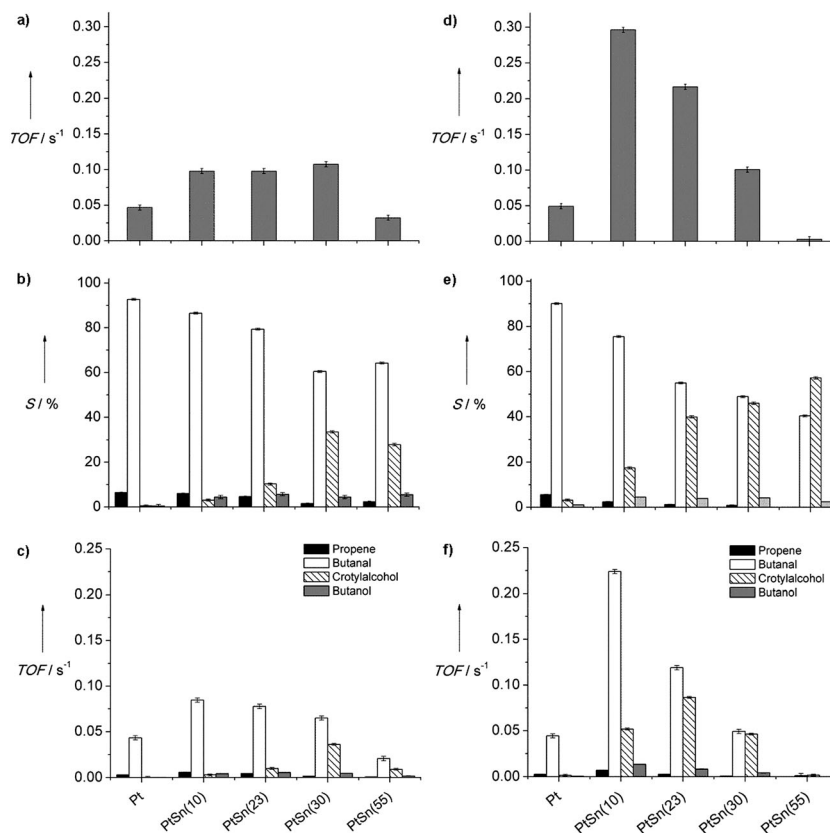 a)
0.30
0.25
0.20
0.15
0.10
0.05
0.00
TOF / s-1
b)
100
80
60
40
20
0
S / %
c)
0.25
0.20
0.15
0.10
0.05
0.00
TOF / s-1
Propene
Butanal
Crotylalcohol
Butanol
Pt
PtSn(10)
PtSn(23)
PtSn(30)
PtSn(55)
d)
0.30
0.25
0.20
0.15
0.10
0.05
0.00
TOF / s-1
e)
100
80
60
40
20
0
S / %
f)
0.25
0.20
0.15
0.10
0.05
0.00
TOF / s-1
Propene
Butanal
Crotylalcohol
Butanol
Pt
PtSn(10)
PtSn(23)
PtSn(30)
PtSn(55)